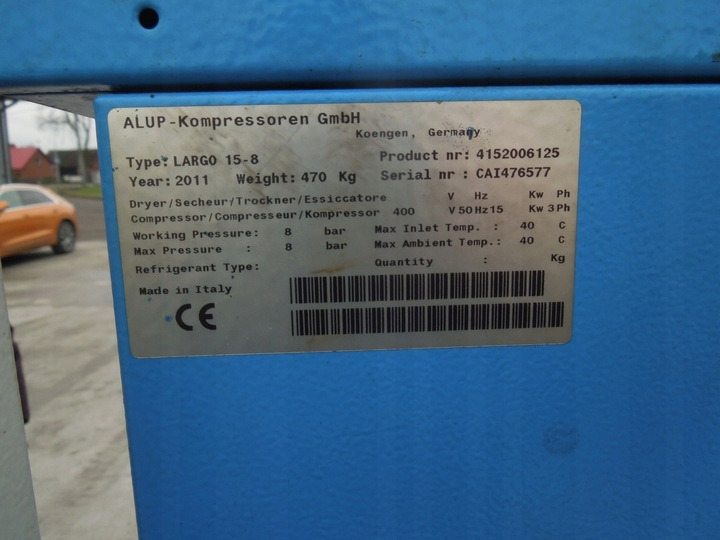 ALUP-Kompressoren GmbH
Koengen, Germany
Type: LARGO 15-8 Product nr: 4152006125
Year: 2011 Weight: 470 Kg Serial nr : CAI476577
Dryer/Secheur/Trockner/Essiccatore V Hz Kw Ph
Compressor/Compresseur/Kompressor 400 V 50 Hz 15 Kw 3 Ph
Working Pressure: 8 bar Max Inlet Temp. : 40 C
Max Pressure : 8 bar Max Ambient Temp.: 40 C
Refrigerant Type: Quantity : Kg
Made in Italy
CE